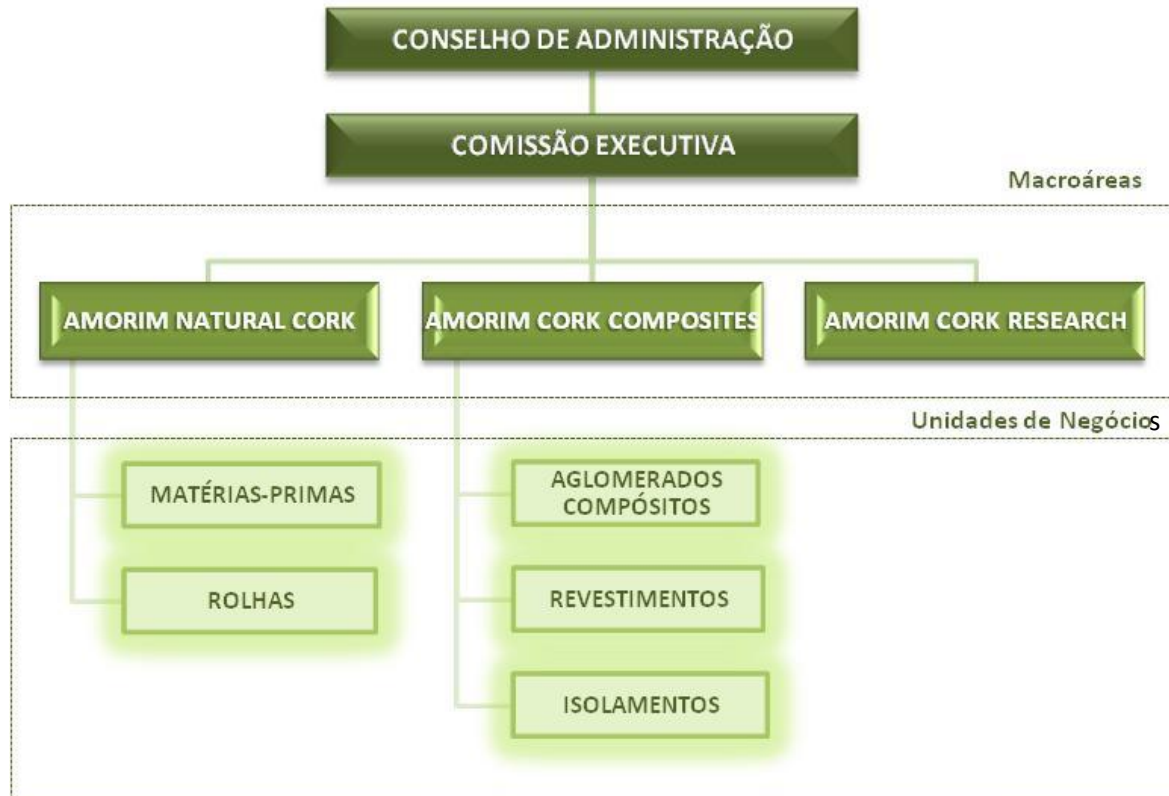 CONSELHO DE ADMINISTRAÇÃO
COMISSÃO EXECUTIVA
Macroáreas
AMORIM NATURAL CORK
AMORIM CORK COMPOSITES
AMORIM CORK RESEARCH
Unidades de Negócios
MATÉRIAS-PRIMAS
ROLHAS
AGLOMERADOS
COMPÓSITOS
REVESTIMENTOS
ISOLAMENTOS